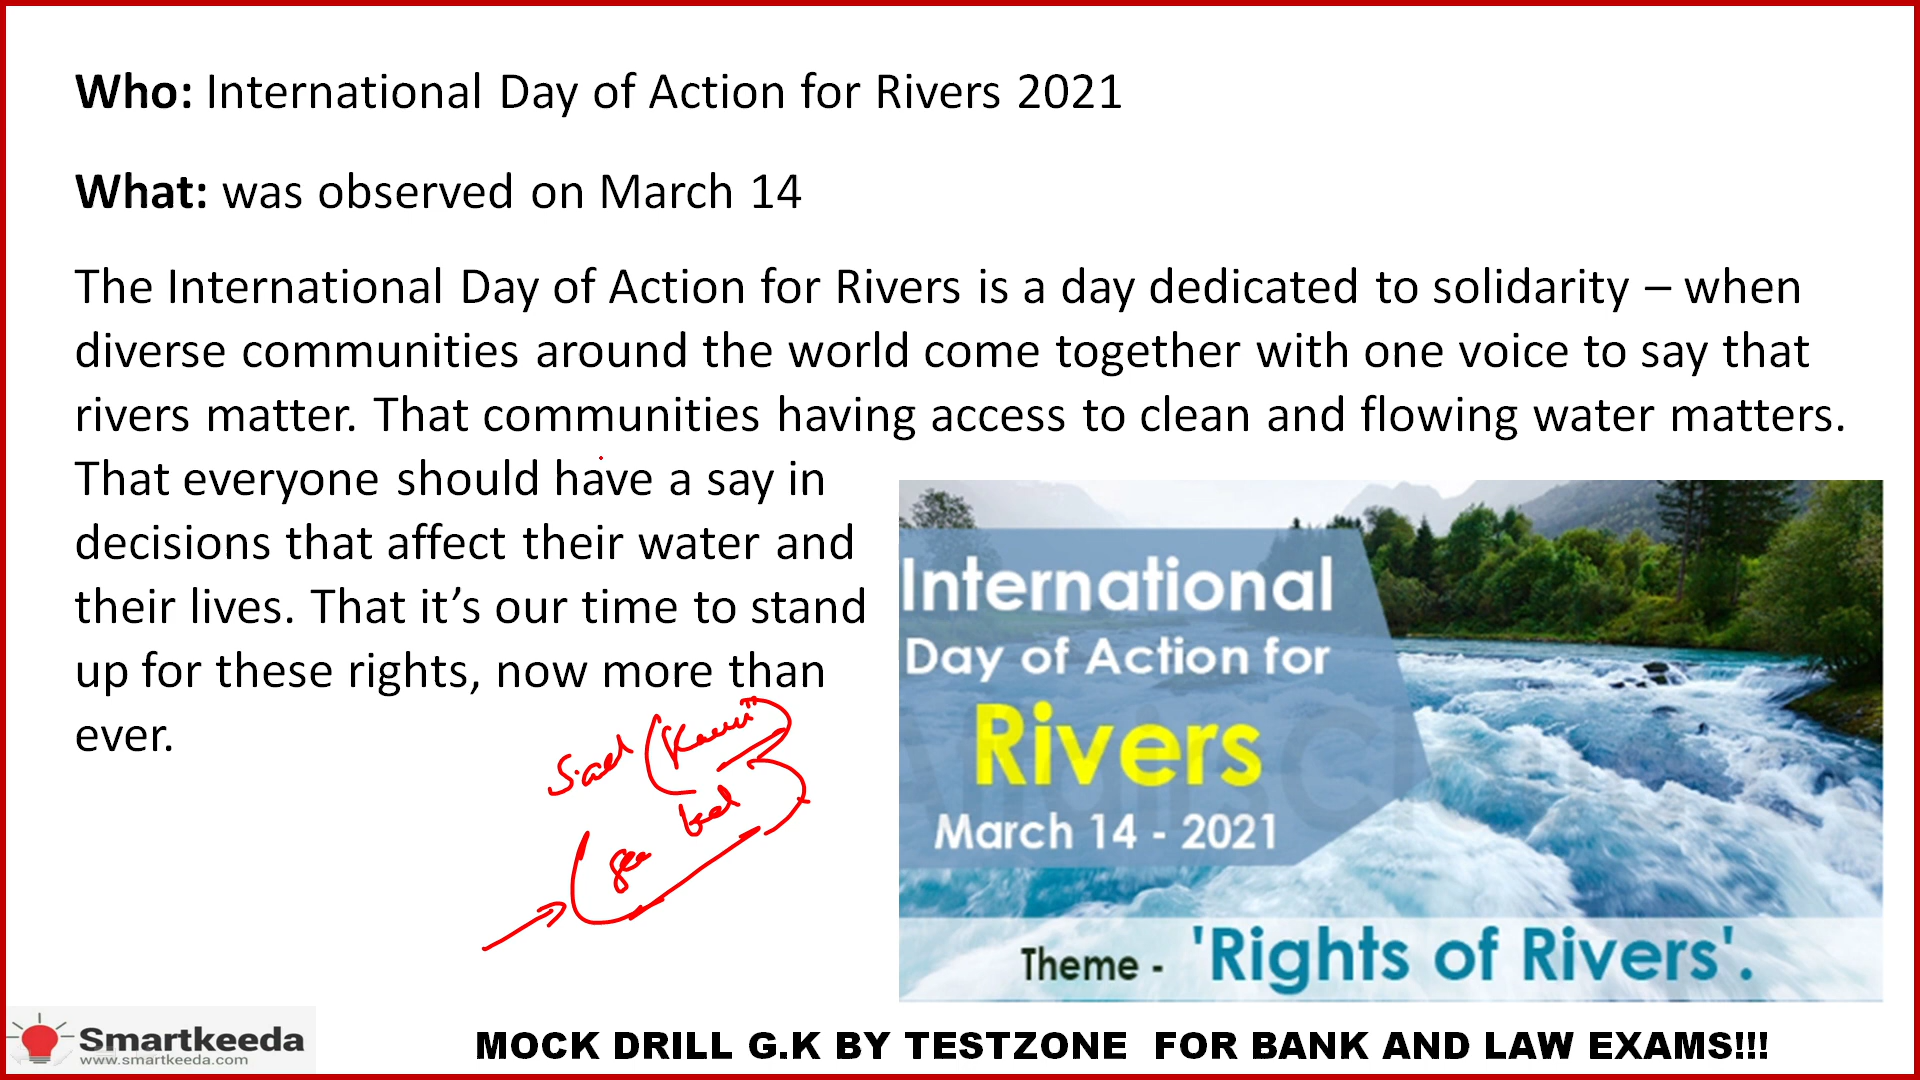 Who: International Day of Action for Rivers 2021
What: was observed on March 14
The International Day of Action for Rivers is a day dedicated to solidarity – when
diverse communities around the world come together with one voice to say that
rivers matter. That communities having access to clean and flowing water matters.
That everyone should have a say in
decisions that affect their water and
their lives. That it’s our time to stand
up for these rights, now more than
ever.
International
Day of Action for
Rivers
March 14 - 2021
Theme - 'Rights of Rivers'.
Smartkeeda
www.smartkeeda.com
MOCK DRILL G.K BY TESTZONE FOR BANK AND LAW EXAMS!!!